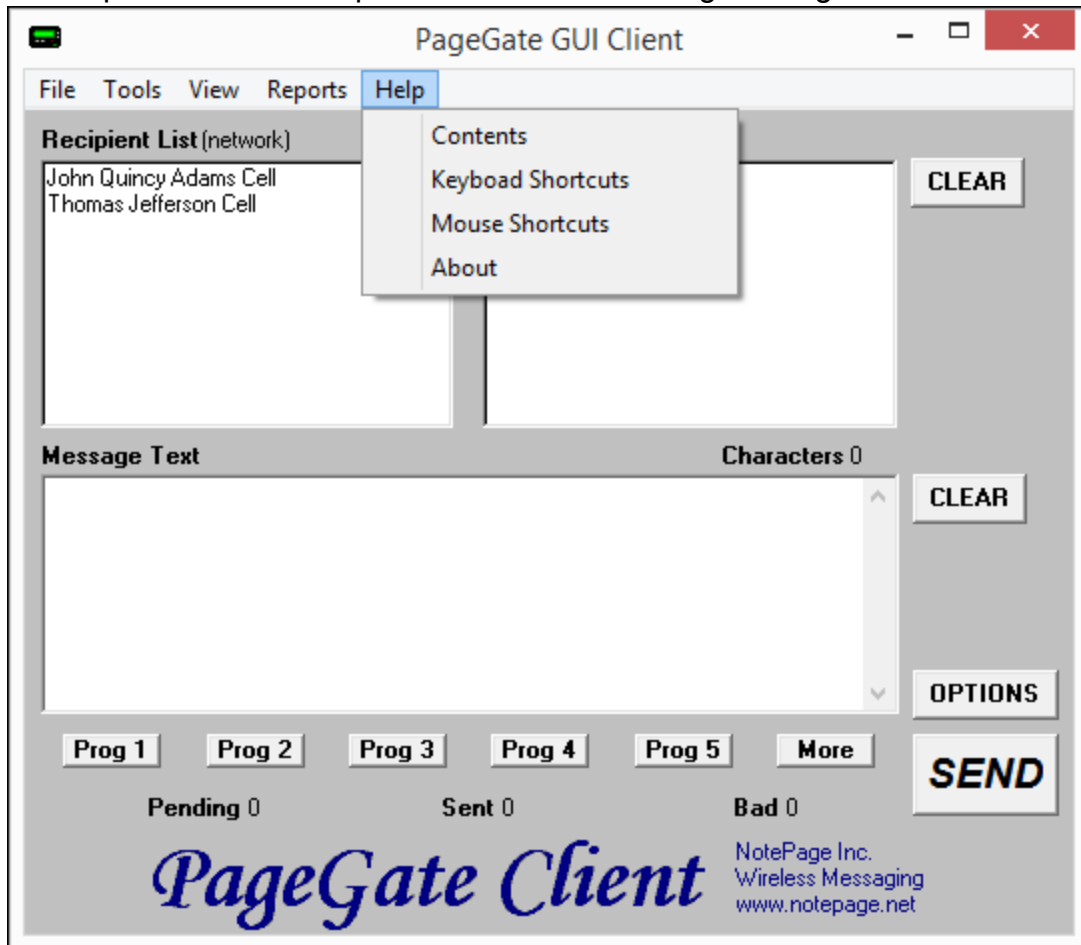 PageGate GUI Client
File Tools View Reports Help
Recipient List (network)
Contents
Keyboad Shortcuts
Mouse Shortcuts
About
John Quincy Adams Cell
Thomas Jefferson Cell
CLEAR
Message Text Characters 0
CLEAR
OPTIONS
Prog 1 Prog 2 Prog 3 Prog 4 Prog 5 More
SEND
Pending 0 Sent 0 Bad 0
PageGate Client
NotePage Inc.
Wireless Messaging
www.notepage.net